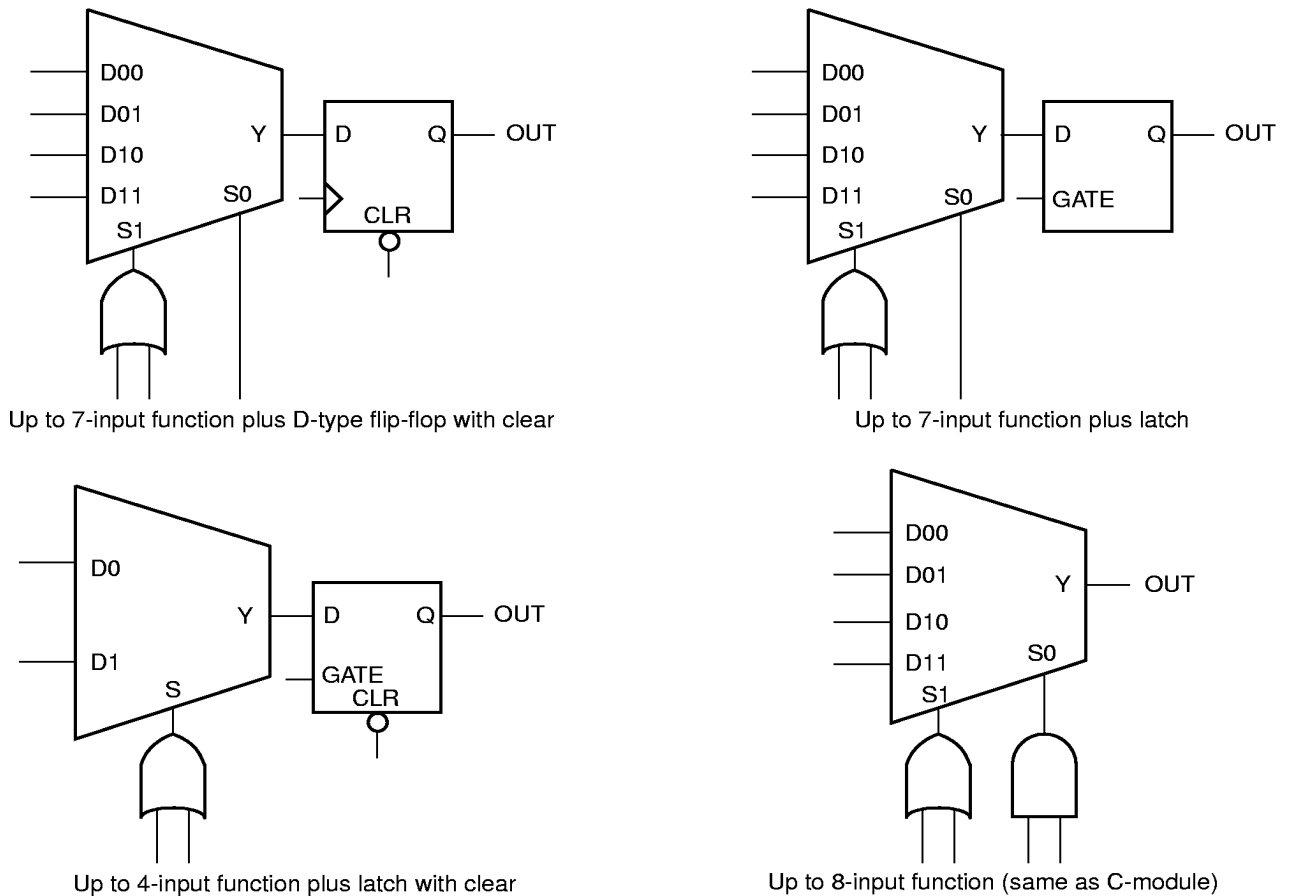 D00
D01
D10
D11
Y
S0
S1
D
Q
CLR
OUT
Up to 7-input function plus D-type flip-flop with clear
D00
D01
D10
D11
Y
S0
S1
D
Q
GATE
OUT
Up to 7-input function plus latch
D0
D1
Y
S
D
Q
GATE
CLR
OUT
Up to 4-input function plus latch with clear
D00
D01
D10
D11
Y
S0
S1
OUT
Up to 8-input function (same as C-module)